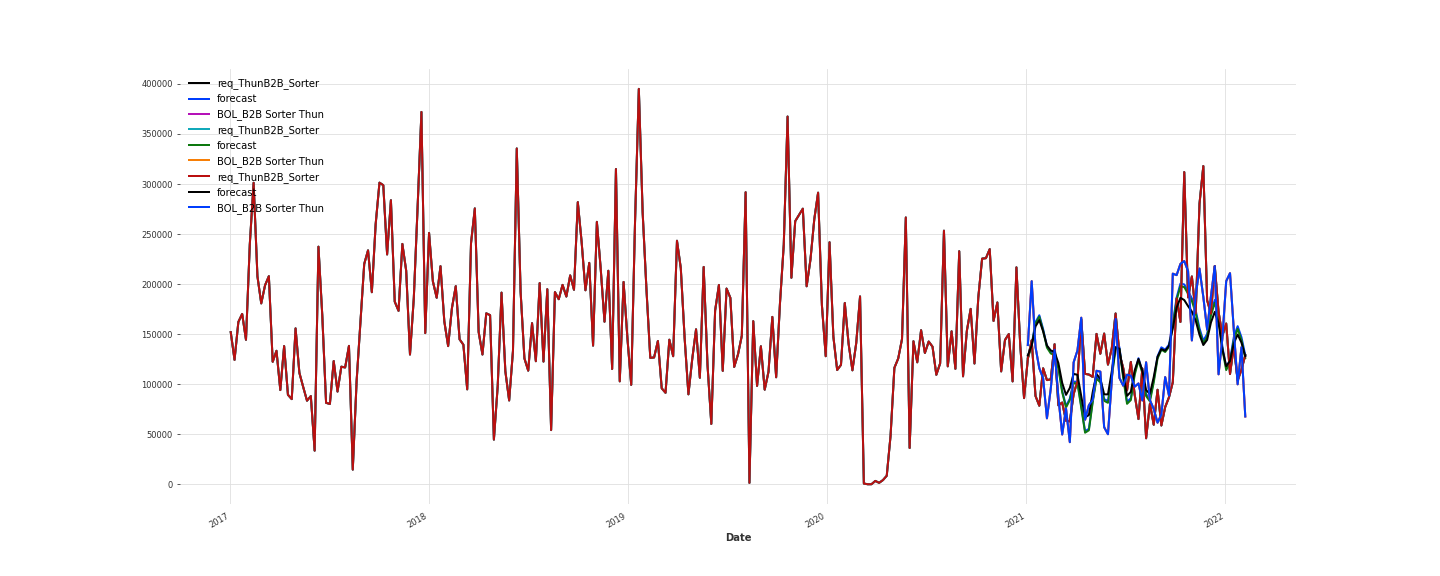 400000
350000
300000
250000
200000
150000
100000
50000
0
req_ThunB2B_Sorter
forecast
BOL_B2B Sorter Thun
req_ThunB2B_Sorter
forecast
BOL_B2B Sorter Thun
req_ThunB2B_Sorter
forecast
BOL_B2B Sorter Thun
2017
2018
2019
2020
2021
2022
Date